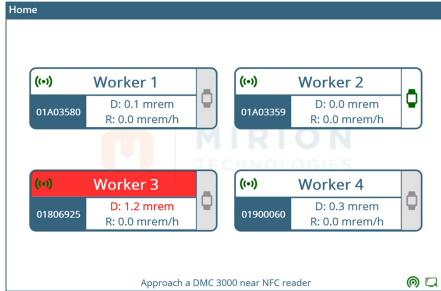 Home
Worker 1
01A03580
D: 0.1 mrem
R: 0.0 mrem/h
Worker 2
01A03359
D: 0.0 mrem
R: 0.0 mrem/h
MIRION
TECHNOLOGIES
Worker 3
01806925
D: 1.2 mrem
R: 0.0 mrem/h
Worker 4
01900060
D: 0.3 mrem
R: 0.0 mrem/h
Approach a DMC 3000 near NFC reader